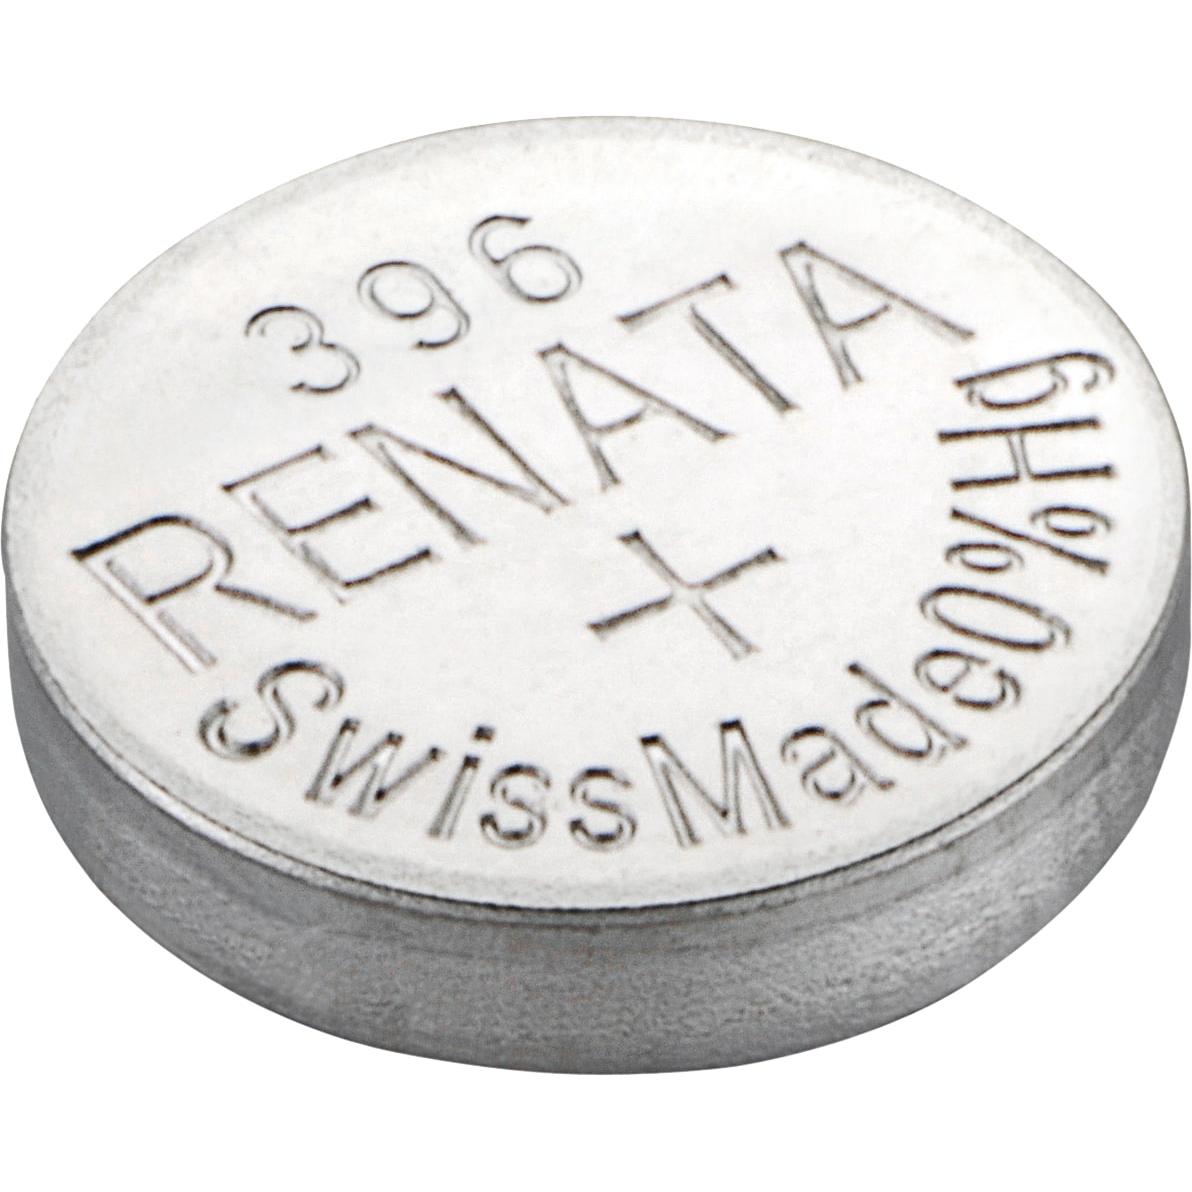 396
RENATA
+
SwissMade0%Hg